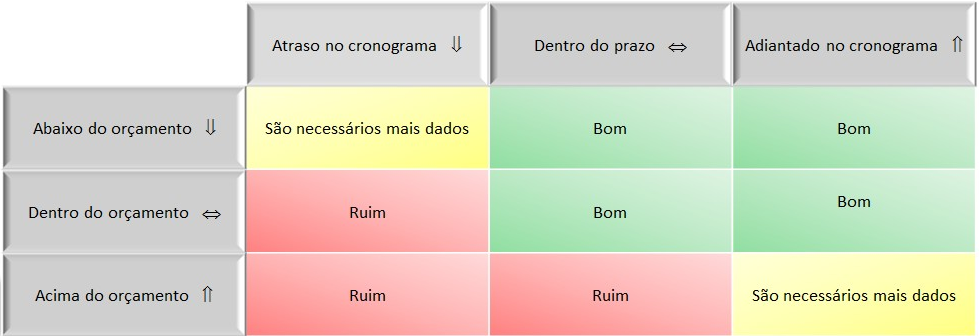 Atraso no cronograma ⇓
Dentro do prazo ⇔
Adiantado no cronograma ⇑
Abaixo do orçamento ⇓
São necessários mais dados
Bom
Bom
Dentro do orçamento ⇔
Ruim
Bom
Bom
Acima do orçamento ⇑
Ruim
Ruim
São necessários mais dados